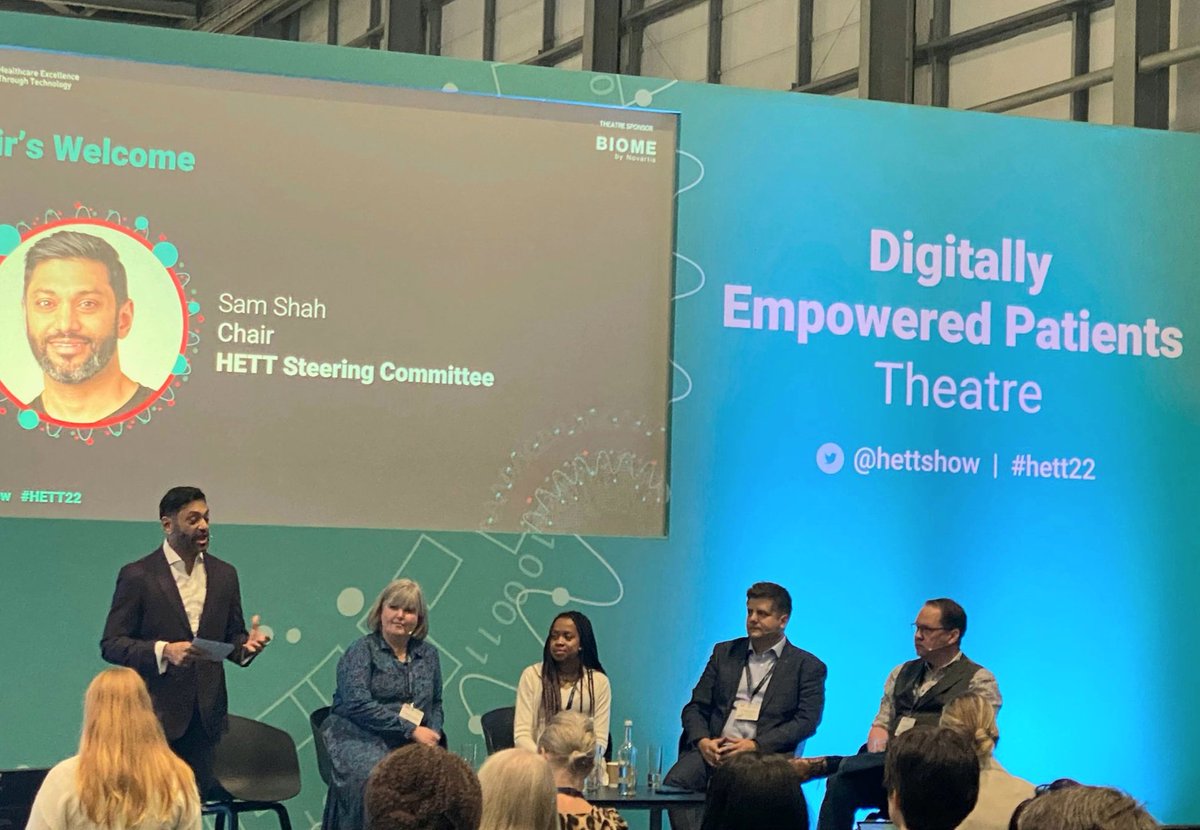 Healthcare Excellence
Through Technology
ir's Welcome
THEATRE SPONSOR
BIOME
by Novartis
Sam Shah
Chair
HETT Steering Committee
w #HETT22
Digitally
Empowered Patients
Theatre
@hettshow | #hett22
10001